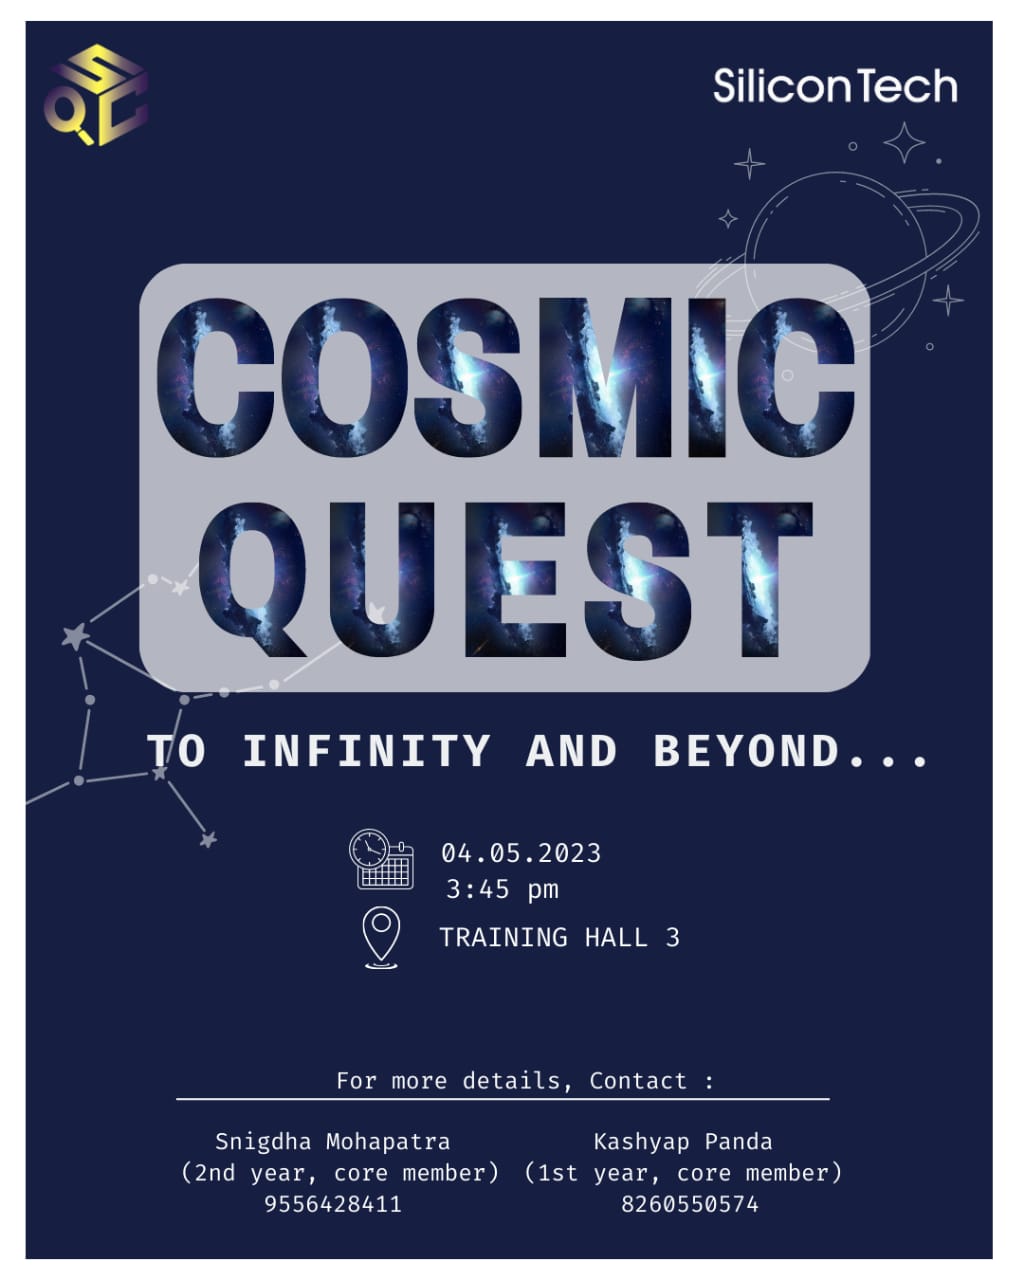 SQC
SiliconTech
COSMIC
QUEST
TO INFINITY AND BEYOND...
04.05.2023
3:45 pm
TRAINING HALL 3
For more details, Contact :
Snigdha Mohapatra
(2nd year, core member)
9556428411
Kashyap Panda
(1st year, core member)
8260550574